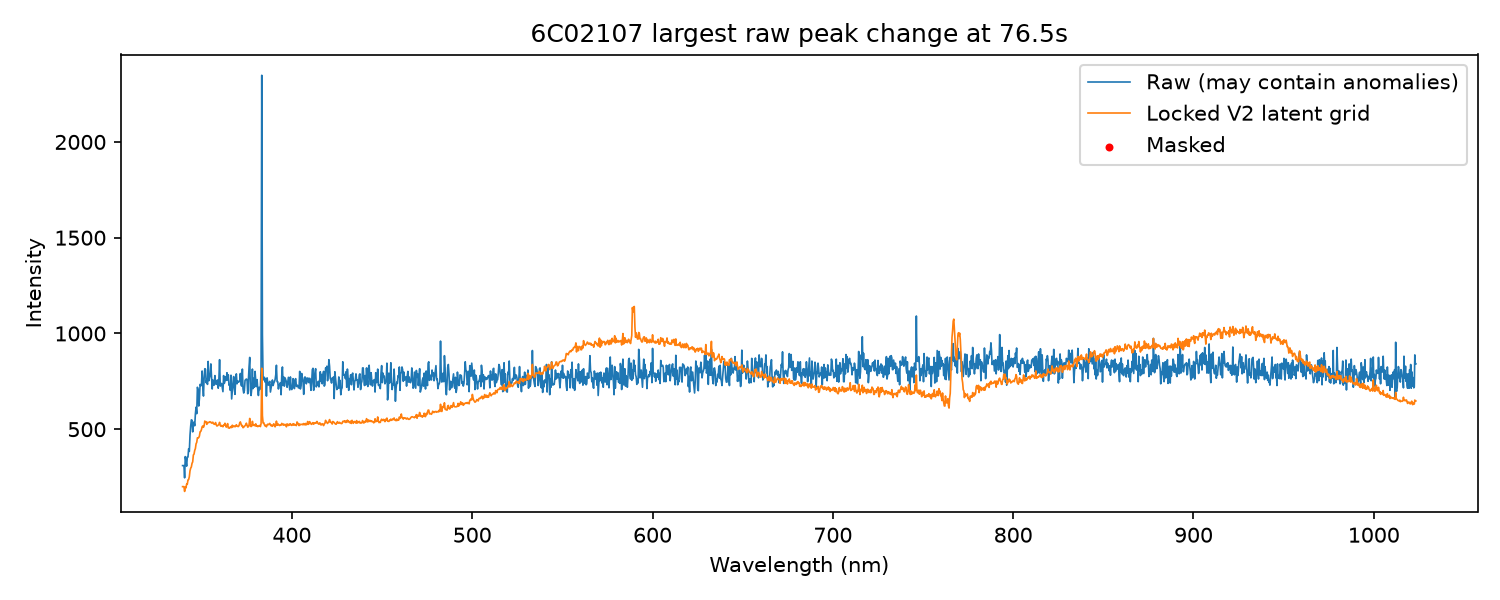 6C02107 largest raw peak change at 76.5s
Raw (may contain anomalies)
Locked V2 latent grid
Masked
Intensity
2000
1500
1000
500
400 500 600 700 800 900 1000
Wavelength (nm)